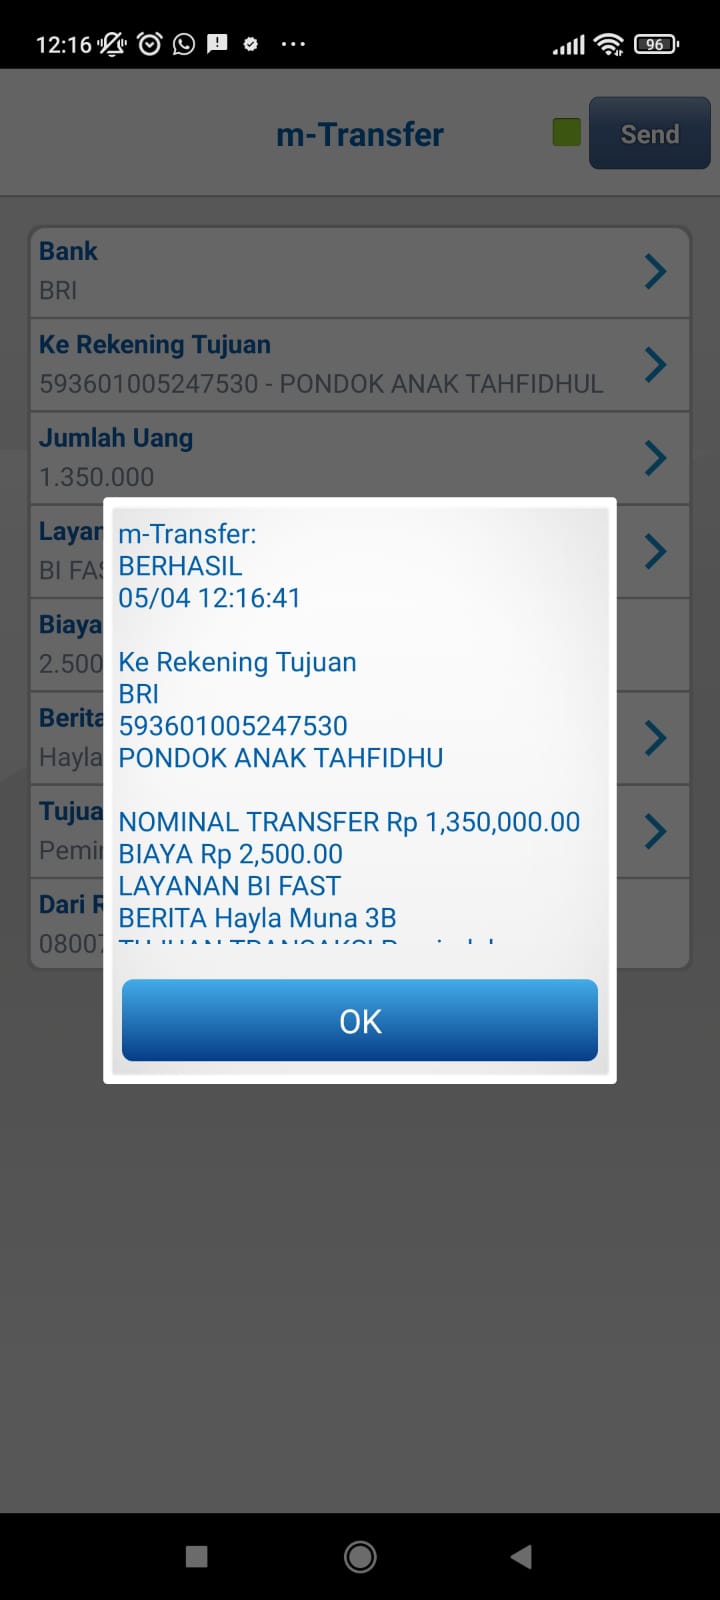 12:16
96
m-Transfer
Send
Bank
BRI
Ke Rekening Tujuan
593601005247530 - PONDOK ANAK TAHFIDHUL
Jumlah Uang
1.350.000
Layan
BI FAS
Biaya
2.500
Berita
Hayla
Tujua
Pemi
Dari R
0800
m-Transfer:
BERHASIL
05/04 12:16:41
Ke Rekening Tujuan
BRI
593601005247530
PONDOK ANAK TAHFIDHU
NOMINAL TRANSFER Rp 1,350,000.00
BIAYA Rp 2,500.00
LAYANAN BI FAST
BERITA Hayla Muna 3B
TUJUAN TRANSAKSI
OK